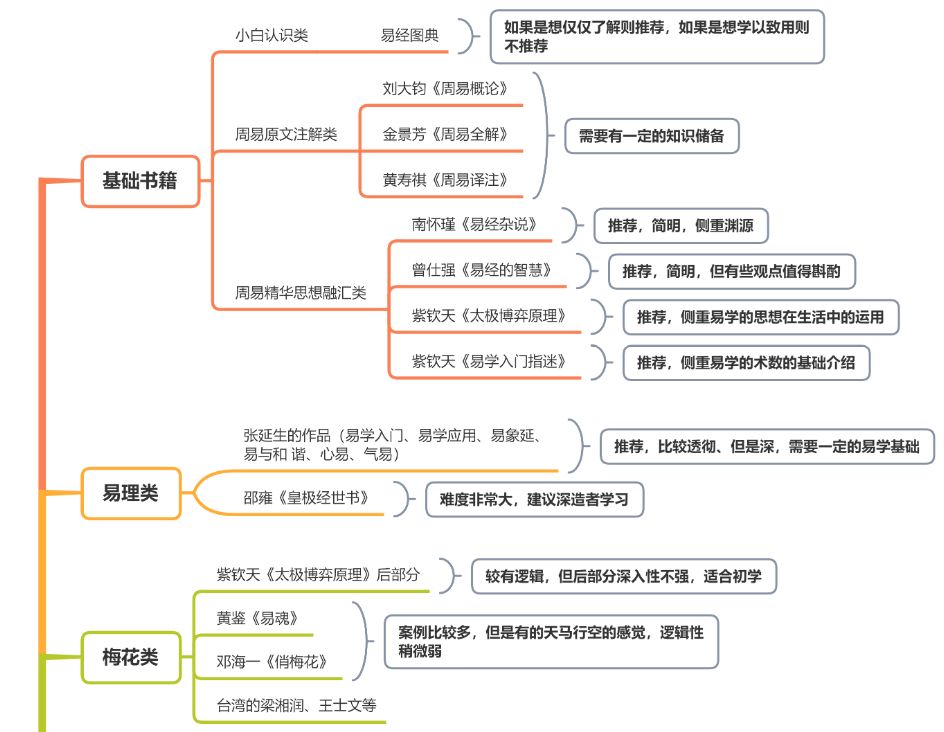 基础书籍
小白认识类
易经图典
如果是想仅仅了解则推荐，如果是想学以致用则
不推荐
周易原文注解类
刘大钧《周易概论》
金景芳《周易全解》
黄寿祺《周易译注》
需要有一定的知识储备
周易精华思想融汇类
南怀瑾《易经杂说》
推荐，简明，侧重渊源
曾仕强《易经的智慧》
推荐，简明，但有些观点值得斟酌
紫钦天《太极博弈原理》
推荐，侧重易学的思想在生活中的运用
紫钦天《易学入门指迷》
推荐，侧重易学的术数的基础介绍
易理类
张延生的作品（易学入门、易学应用、易象延、
易与和 谐、心易、气易）
推荐，比较透彻、但是深，需要一定的易学基础
邵雍《皇极经世书》
难度非常大，建议深造者学习
梅花类
紫钦天《太极博弈原理》后部分
较有逻辑，但后部分深入性不强，适合初学
黄鉴《易魂》
邓海一《俏梅花》
案例比较多，但是有的天马行空的感觉，逻辑性
稍微弱
台湾的梁湘润、王士文等